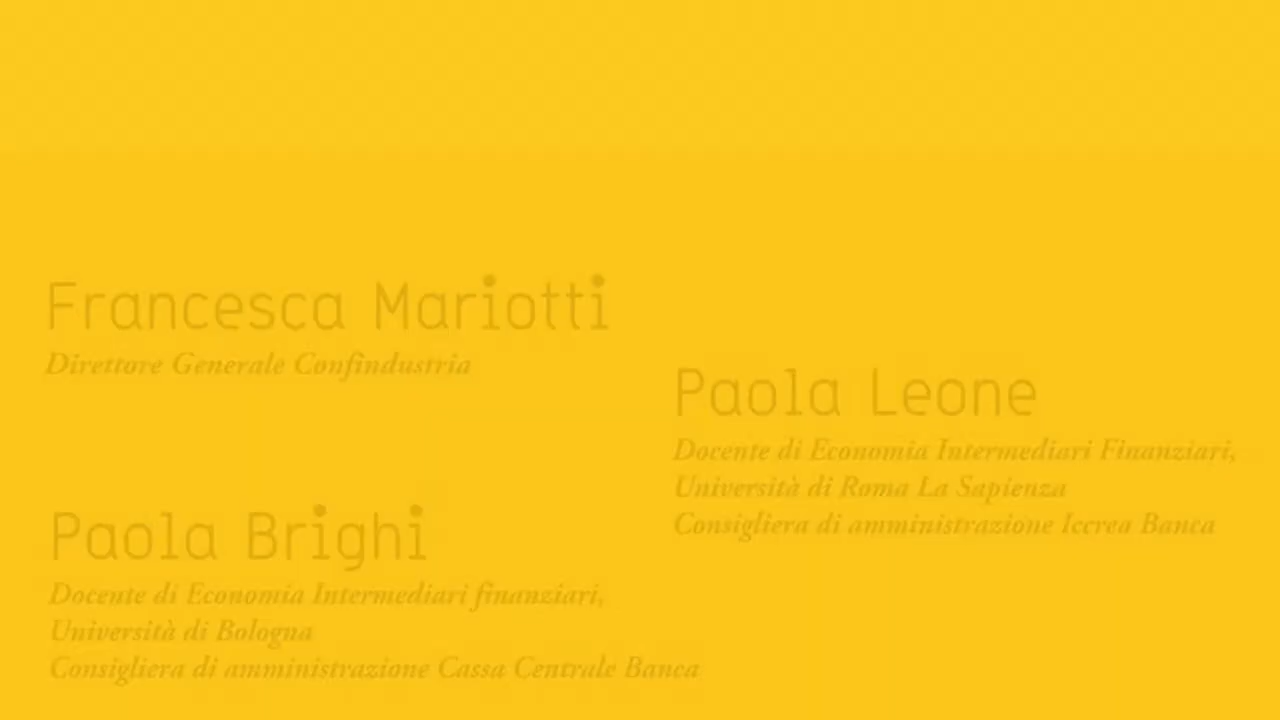 Francesca Mariotti
Direttore Generale Confindustria
Paola Leone
Docente di Economia Intermediari Finanziari,
Università di Roma La Sapienza
Consigliera di amministrazione Iccrea Banca
Paola Brighi
Docente di Economia Intermediari finanziari,
Università di Bologna
Consigliera di amministrazione Cassa Centrale Banca